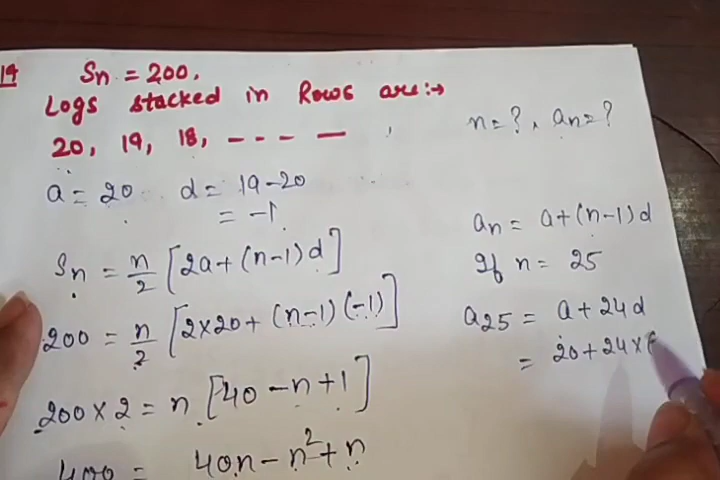 14 Sn = 200,
Logs stacked in Rows are:→
20, 19, 18, - - - —
n = ?, an = ?
a = 20 d = 19-20
= -1
Sn = n/2 [2a+(n-1)d]
200 = n/2 [2×20+(n-1)(-1)]
200×2 = n [40-n+1]
400 = 40n-n²+n
an = a+(n-1)d
If n = 25
a25 = a+24d
= 20+24×(